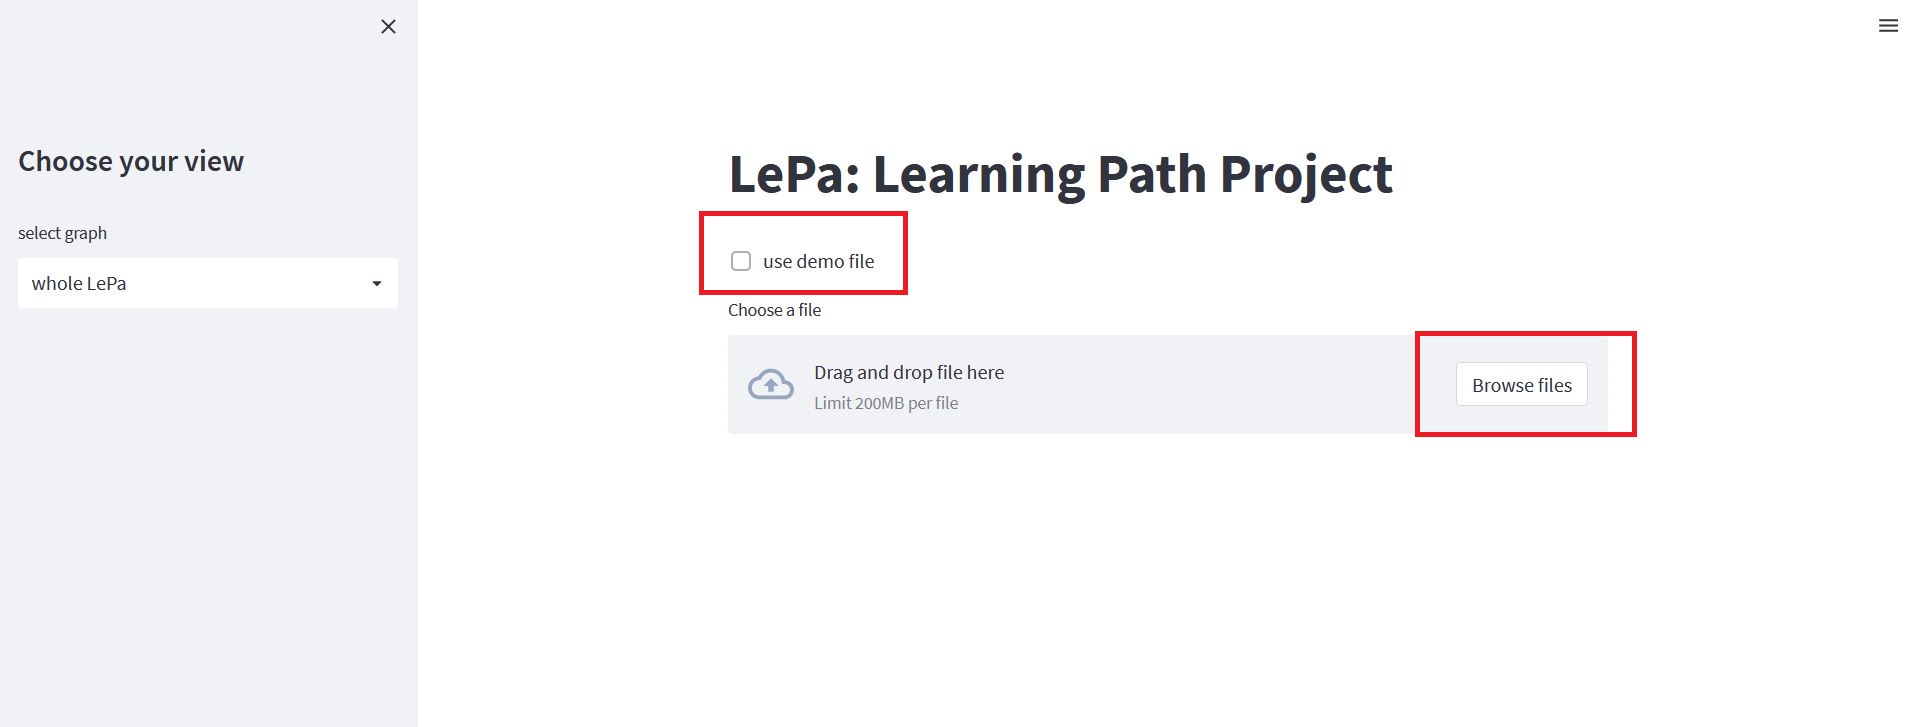 Choose your view
select graph
whole LePa
LePa: Learning Path Project
use demo file
Choose a file
Drag and drop file here
Limit 200MB per file
Browse files